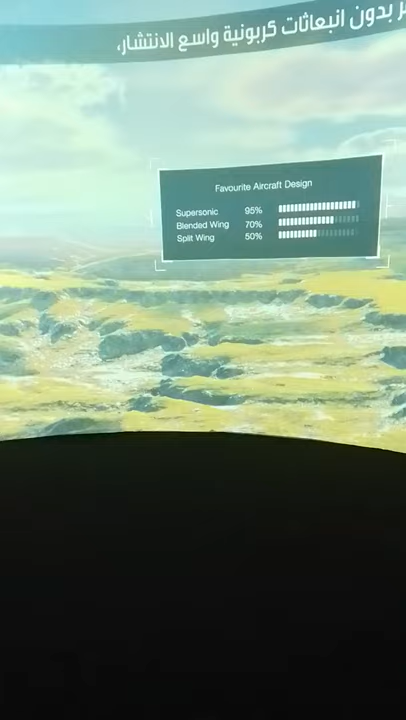 بدون انبعاثات كربونية واسع الانتشار،
Favourite Aircraft Design
Supersonic 95%
Blended Wing 70%
Split Wing 50%